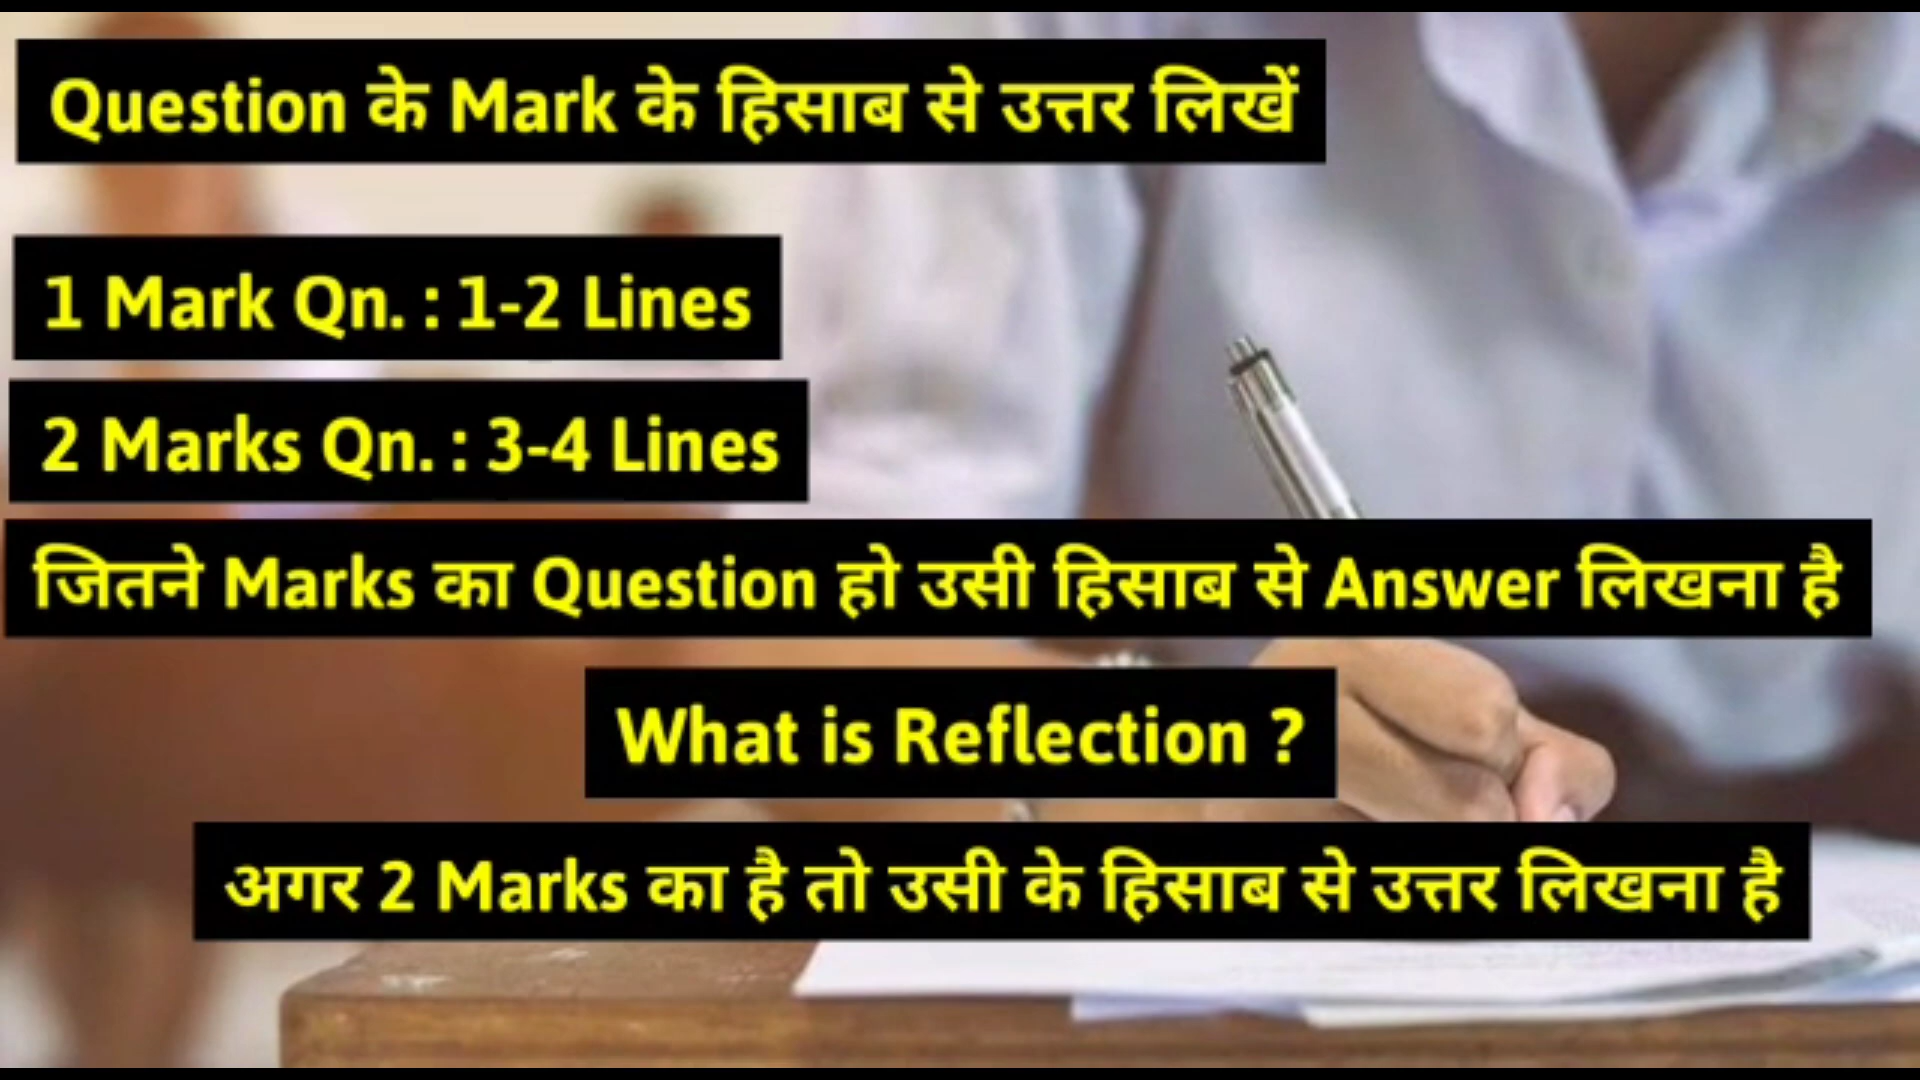 Question के Mark के हिसाब से उत्तर लिखें
1 Mark Qn. : 1-2 Lines
2 Marks Qn. : 3-4 Lines
जितने Marks का Question हो उसी हिसाब से Answer लिखना है
What is Reflection ?
अगर 2 Marks का है तो उसी के हिसाब से उत्तर लिखना है